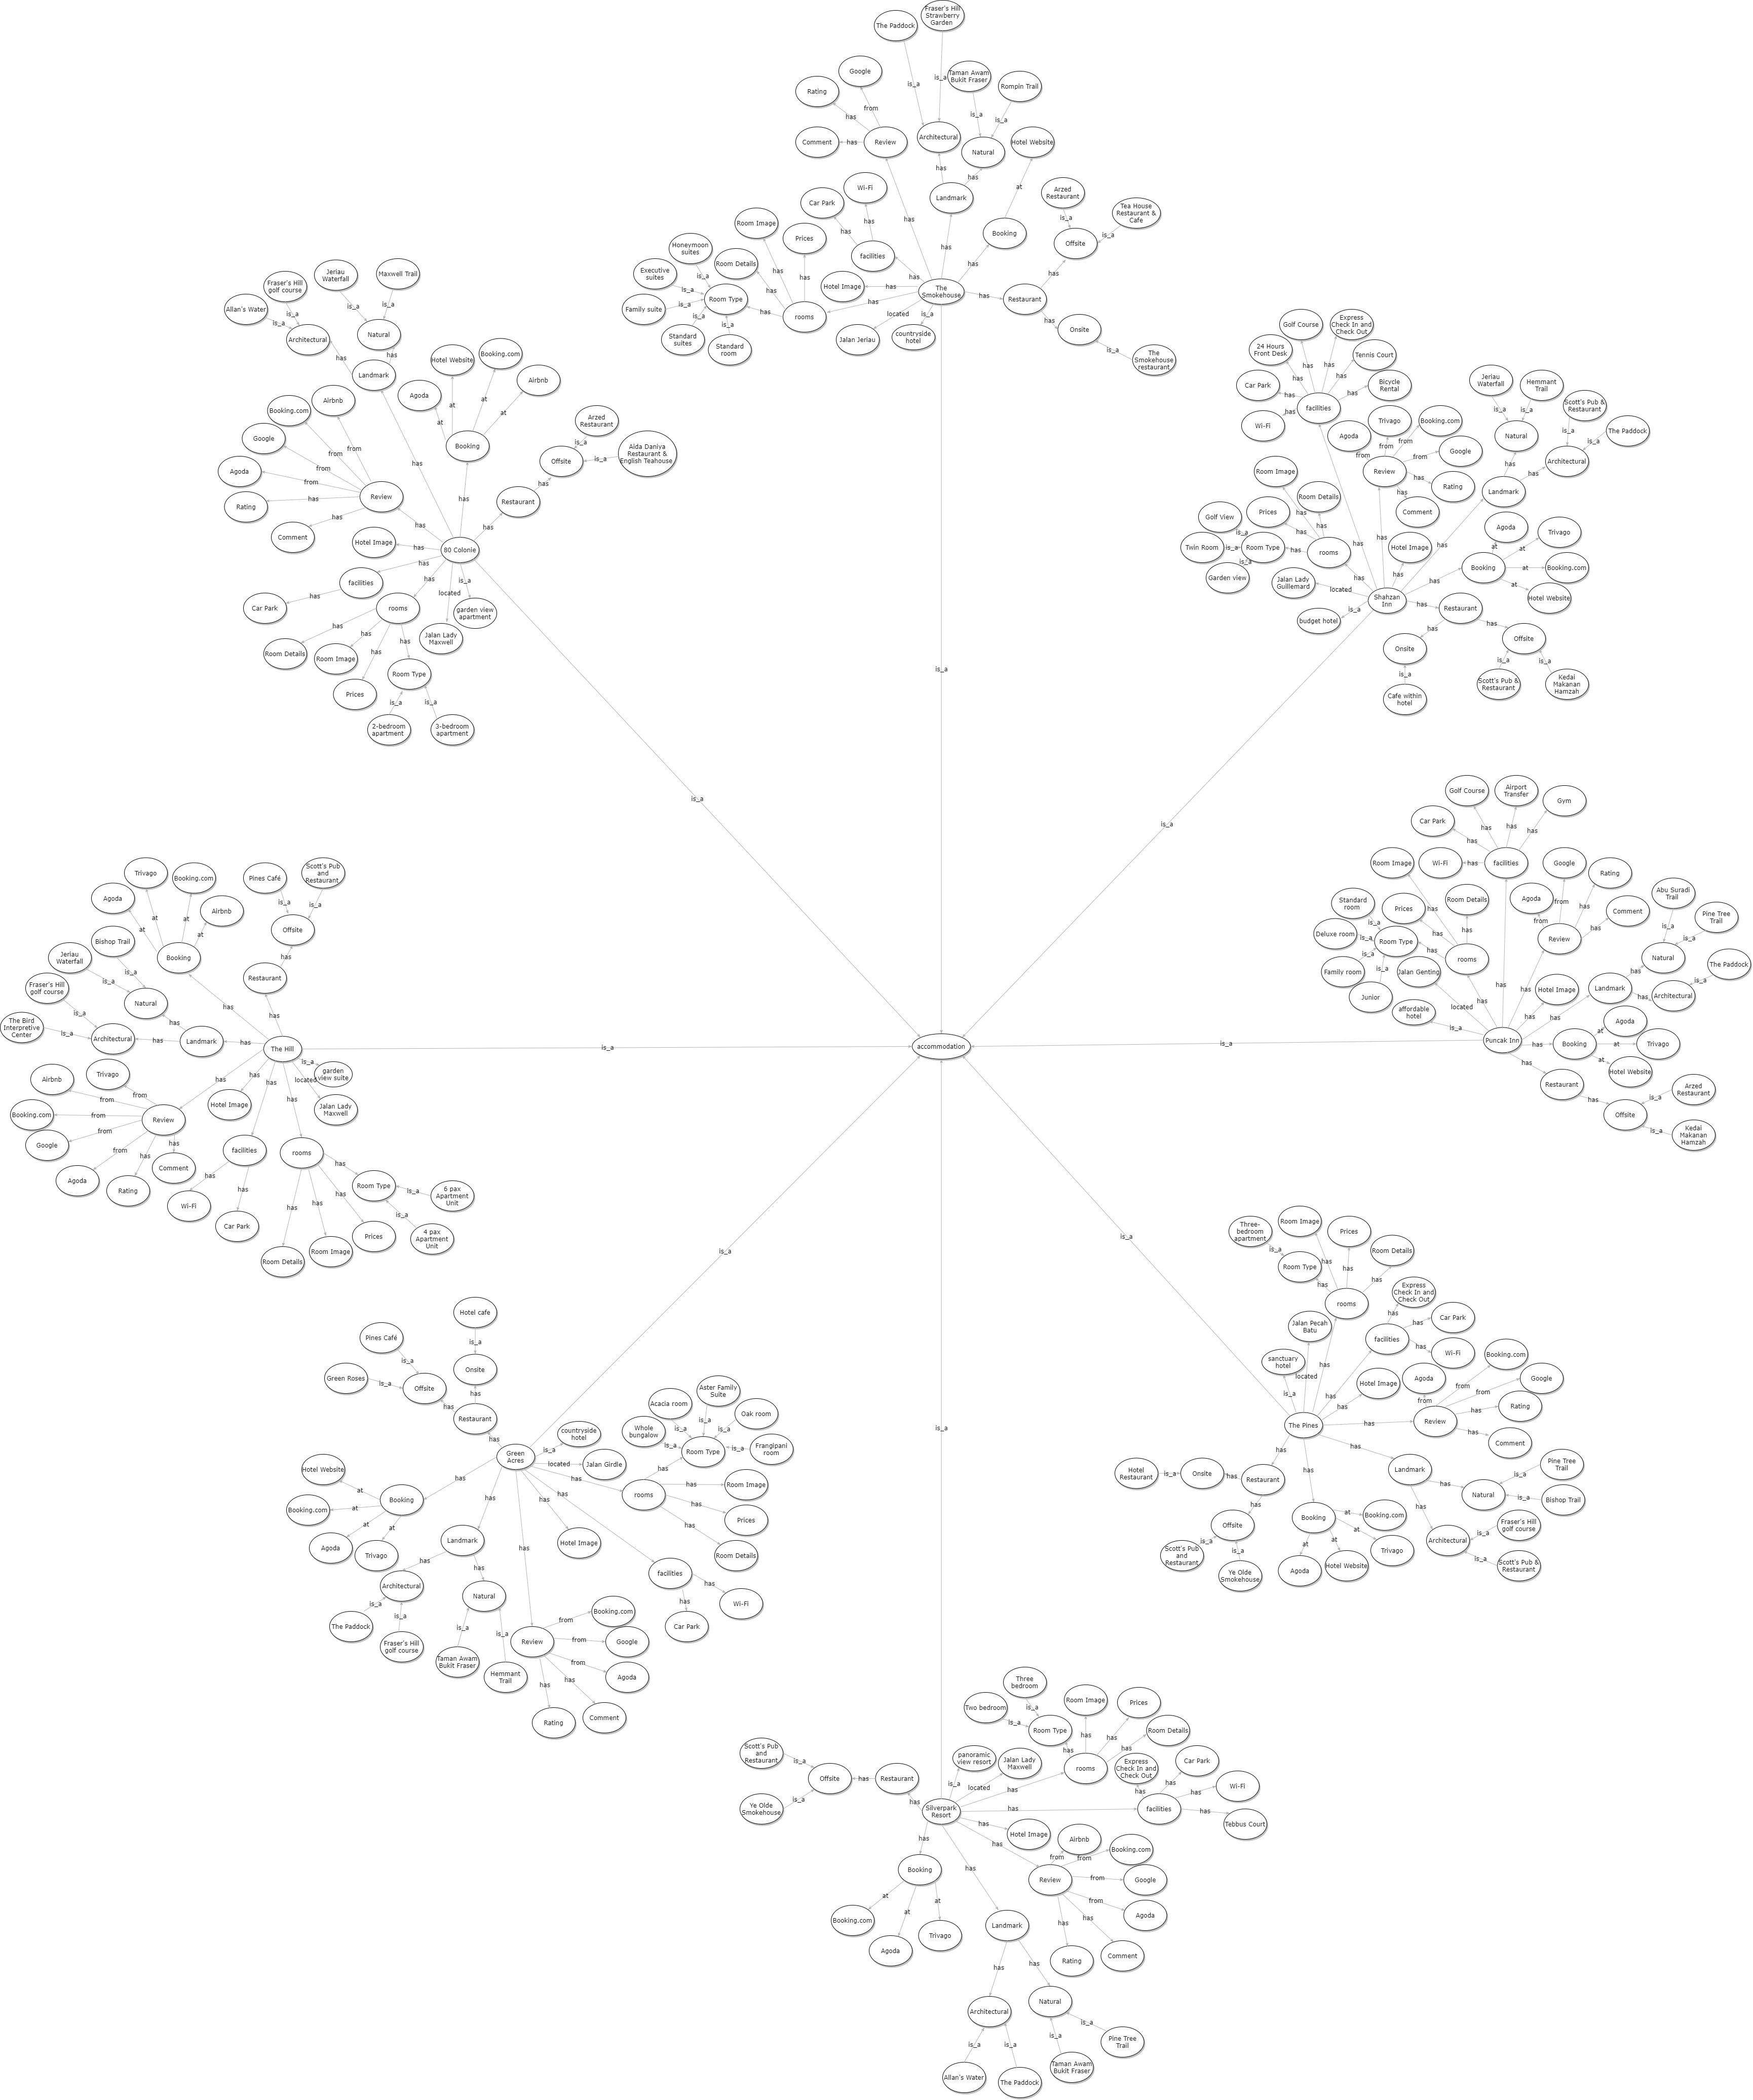 Fraser's Hill
Strawberry
Garden
The Paddock
is_a
is_a
Google
Taman Awam
Bukit Fraser
Rompin Trail
Rating
from
is_a
is_a
has
Comment
has
Review
Architectural
Natural
Hotel Website
has
has
at
Wi-Fi
Landmark
Car Park
has
has
has
has
Booking
has
facilities
has
Arzed
Restaurant
Tea House
Restaurant &
Cafe
is_a
is_a
Offsite
has
Room Image
Prices
Honeymoon
suites
Room Details
Executive
suites
is_a
is_a
has
has
has
Family suite
is_a
Room Type
has
rooms
Standard
suites
is_a
Standard
room
is_a
Hotel Image
has
has
The
Smokehouse
has
Restaurant
has
Onsite
is_a
The
Smokehouse
restaurant
located
Jalan Jeriau
is_a
countryside
hotel
is_a
Jeriau
Waterfall
Maxwell Trail
Fraser's Hill
golf course
Allan's Water
is_a
is_a
is_a
is_a
Architectural
Natural
has
has
Landmark
Hotel Website
Booking.com
Airbnb
Agoda
at
at
at
at
Booking
Airbnb
Booking.com
Google
Agoda
Rating
Comment
from
from
from
from
has
has
Review
has
has
has
Arzed
Restaurant
Aida Daniya
Restaurant &
English Teahouse
is_a
is_a
Offsite
has
Restaurant
has
Hotel Image
has
80 Colonie
has
facilities
has
Car Park
has
rooms
has
Room Details
has
Room Image
has
Prices
has
Room Type
is_a
2-bedroom
apartment
is_a
3-bedroom
apartment
located
Jalan Lady
Maxwell
is_a
garden view
apartment
is_a
Golf Course
Express
Check In and
Check Out
24 Hours
Front Desk
Tennis Court
Car Park
Bicycle
Rental
Wi-Fi
has
has
has
has
has
has
has
facilities
Agoda
Trivago
Booking.com
Google
Rating
Comment
from
from
from
from
has
has
Review
Jeriau
Waterfall
Hemmant
Trail
Scott's Pub &
Restaurant
The Paddock
is_a
is_a
is_a
is_a
Natural
Architectural
has
has
Landmark
Room Image
Room Details
Prices
Golf View
Twin Room
Garden view
is_a
is_a
is_a
Room Type
has
has
has
has
rooms
has
has
has
has
Hotel Image
has
Agoda
Trivago
Booking.com
Hotel Website
at
at
at
at
Booking
has
Jalan Lady
Guillemard
located
budget hotel
is_a
Shahzan
Inn
has
Restaurant
has
has
Onsite
Offsite
is_a
Cafe within
hotel
is_a
Scott's Pub &
Restaurant
is_a
Kedai
Makanan
Hamzah
is_a
Golf Course
Airport
Transfer
Gym
Car Park
Wi-Fi
has
has
has
has
has
facilities
Room Image
Room Details
Prices
Standard
room
Deluxe room
Family room
Junior
is_a
is_a
is_a
is_a
Room Type
has
has
has
has
rooms
has
Google
Rating
Agoda
Comment
from
from
has
has
Review
has
has
Abu Suradi
Trail
Pine Tree
Trail
The Paddock
is_a
is_a
is_a
Natural
Architectural
has
has
Landmark
has
Hotel Image
has
Jalan Genting
located
affordable
hotel
is_a
Puncak Inn
has
Booking
at
at
at
Agoda
Trivago
Hotel Website
has
Restaurant
has
Offsite
is_a
is_a
Arzed
Restaurant
Kedai
Makanan
Hamzah
is_a
accommodation
Trivago
Booking.com
Agoda
Airbnb
at
at
at
at
Booking
has
Pines Café
Scott's Pub
and
Restaurant
is_a
is_a
Offsite
has
Restaurant
has
Bishop Trail
Jeriau
Waterfall
Fraser's Hill
golf course
The Bird
Interpretive
Center
is_a
is_a
is_a
is_a
Natural
Architectural
has
has
Landmark
has
The Hill
is_a
is_a
garden
view suite
located
Jalan Lady
Maxwell
has
Hotel Image
has
Review
Trivago
Airbnb
Booking.com
Google
Agoda
Rating
Comment
from
from
from
from
from
has
has
has
facilities
has
Wi-Fi
has
Car Park
has
rooms
has
Room Type
is_a
6 pax
Apartment
Unit
is_a
4 pax
Apartment
Unit
has
Prices
has
Room Image
has
Room Details
is_a
Hotel cafe
is_a
Onsite
Pines Café
is_a
Green Roses
is_a
Offsite
has
has
Restaurant
has
Green
Acres
is_a
countryside
hotel
located
Jalan Girdle
has
rooms
Whole
bungalow
Acacia room
Aster Family
Suite
Oak room
Frangipani
room
is_a
is_a
is_a
is_a
is_a
Room Type
has
has
Room Image
has
Prices
has
Room Details
has
Booking
Hotel Website
at
Booking.com
at
Agoda
at
Trivago
at
has
Landmark
has
has
Architectural
Natural
is_a
The Paddock
is_a
Fraser's Hill
golf course
is_a
Taman Awam
Bukit Fraser
is_a
Hemmant
Trail
has
Hotel Image
has
facilities
has
Wi-Fi
has
Car Park
has
Review
from
Booking.com
from
Google
from
Agoda
has
Comment
has
Rating
is_a
Three-
bedroom
apartment
Room Image
Prices
Room Details
is_a
Room Type
has
has
has
has
rooms
has
Express
Check In and
Check Out
Car Park
Wi-Fi
has
has
has
facilities
has
Jalan Pecah
Batu
located
sanctuary
hotel
is_a
Hotel Image
has
The Pines
has
Review
Agoda
Booking.com
Google
Rating
Comment
from
from
from
has
has
has
Landmark
has
has
Natural
Architectural
is_a
Pine Tree
Trail
is_a
Bishop Trail
is_a
Fraser's Hill
golf course
is_a
Scott's Pub &
Restaurant
has
Restaurant
has
Onsite
is_a
Hotel
Restaurant
has
Offsite
is_a
Scott's Pub
and
Restaurant
is_a
Ye Olde
Smokehouse
has
Booking
at
Booking.com
at
Trivago
at
Hotel Website
at
Agoda
is_a
Three
bedroom
Two bedroom
is_a
is_a
Room Type
Room Image
Prices
Room Details
has
has
has
has
rooms
has
panoramic
view resort
is_a
Jalan Lady
Maxwell
located
Express
Check In and
Check Out
Car Park
Wi-Fi
Tebbus Court
has
has
has
has
facilities
has
Scott's Pub
and
Restaurant
is_a
Ye Olde
Smokehouse
is_a
Offsite
has
Restaurant
has
Silverpark
Resort
has
Hotel Image
has
Review
Airbnb
Booking.com
Google
Agoda
Comment
Rating
from
from
from
from
has
has
has
Booking
at
Booking.com
at
Agoda
at
Trivago
has
Landmark
has
has
Architectural
Natural
is_a
Allan's Water
is_a
The Paddock
is_a
Taman Awam
Bukit Fraser
is_a
Pine Tree
Trail